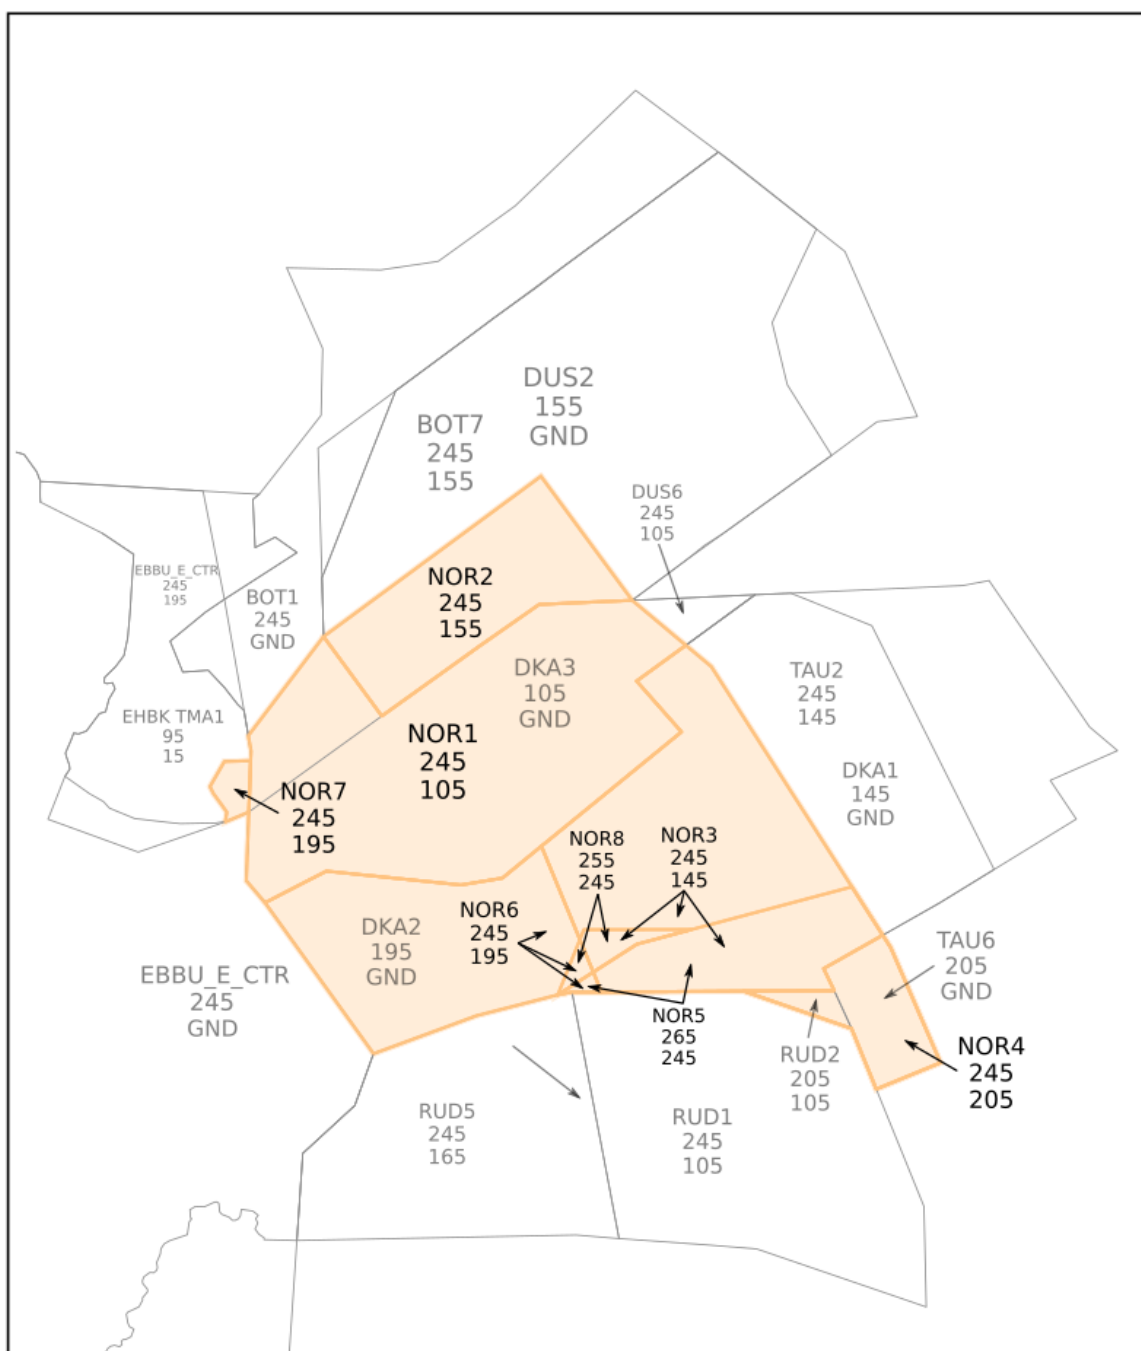 DUS2
155
GND
BOT7
245
155
DUS6
245
105
EBBU_E_CTR
245
195
NOR2
245
155
BOT1
245
GND
DKA3
105
GND
TAU2
245
145
EHBK TMA1
95
15
NOR1
245
105
DKA1
145
GND
NOR7
245
195
NOR8
255
245
NOR3
245
145
NOR6
245
195
DKA2
195
GND
TAU6
205
GND
EBBU_E_CTR
245
GND
NOR5
265
245
RUD2
205
105
NOR4
245
205
RUD5
245
165
RUD1
245
105